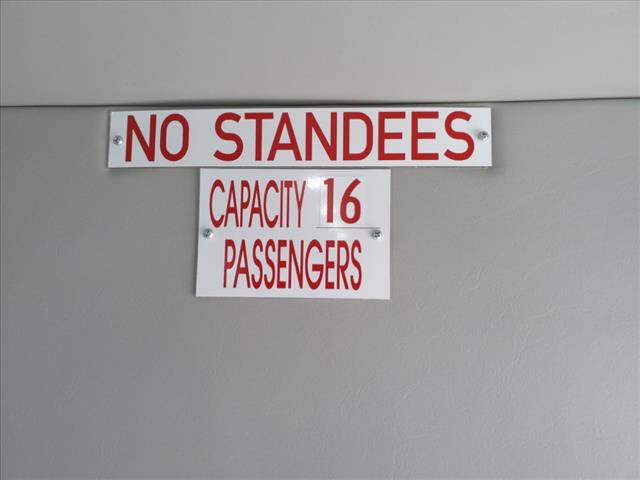 NO STANDEES
CAPACITY 16
PASSENGERS